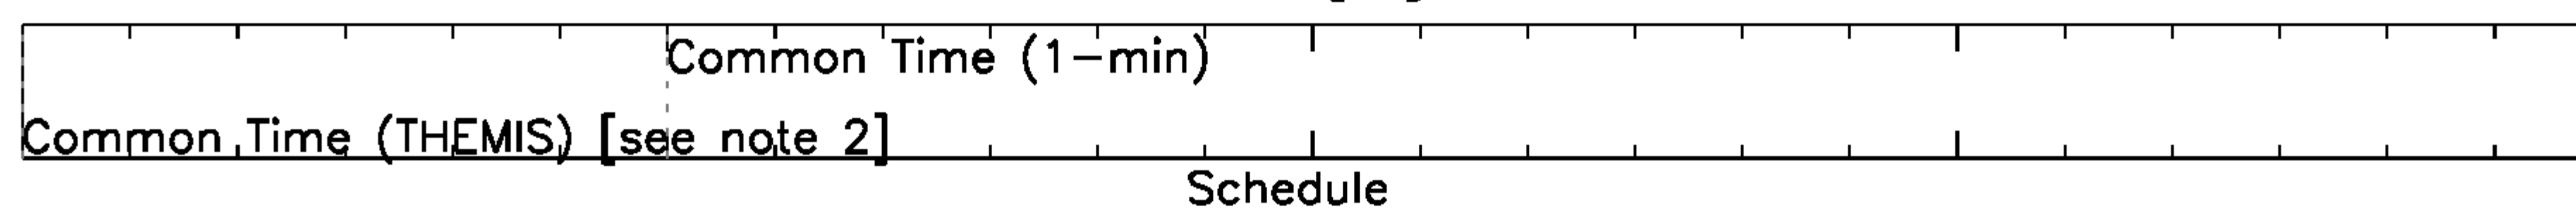 Common Time (1-min)
Common Time (THEMIS) [see note 2]
Schedule